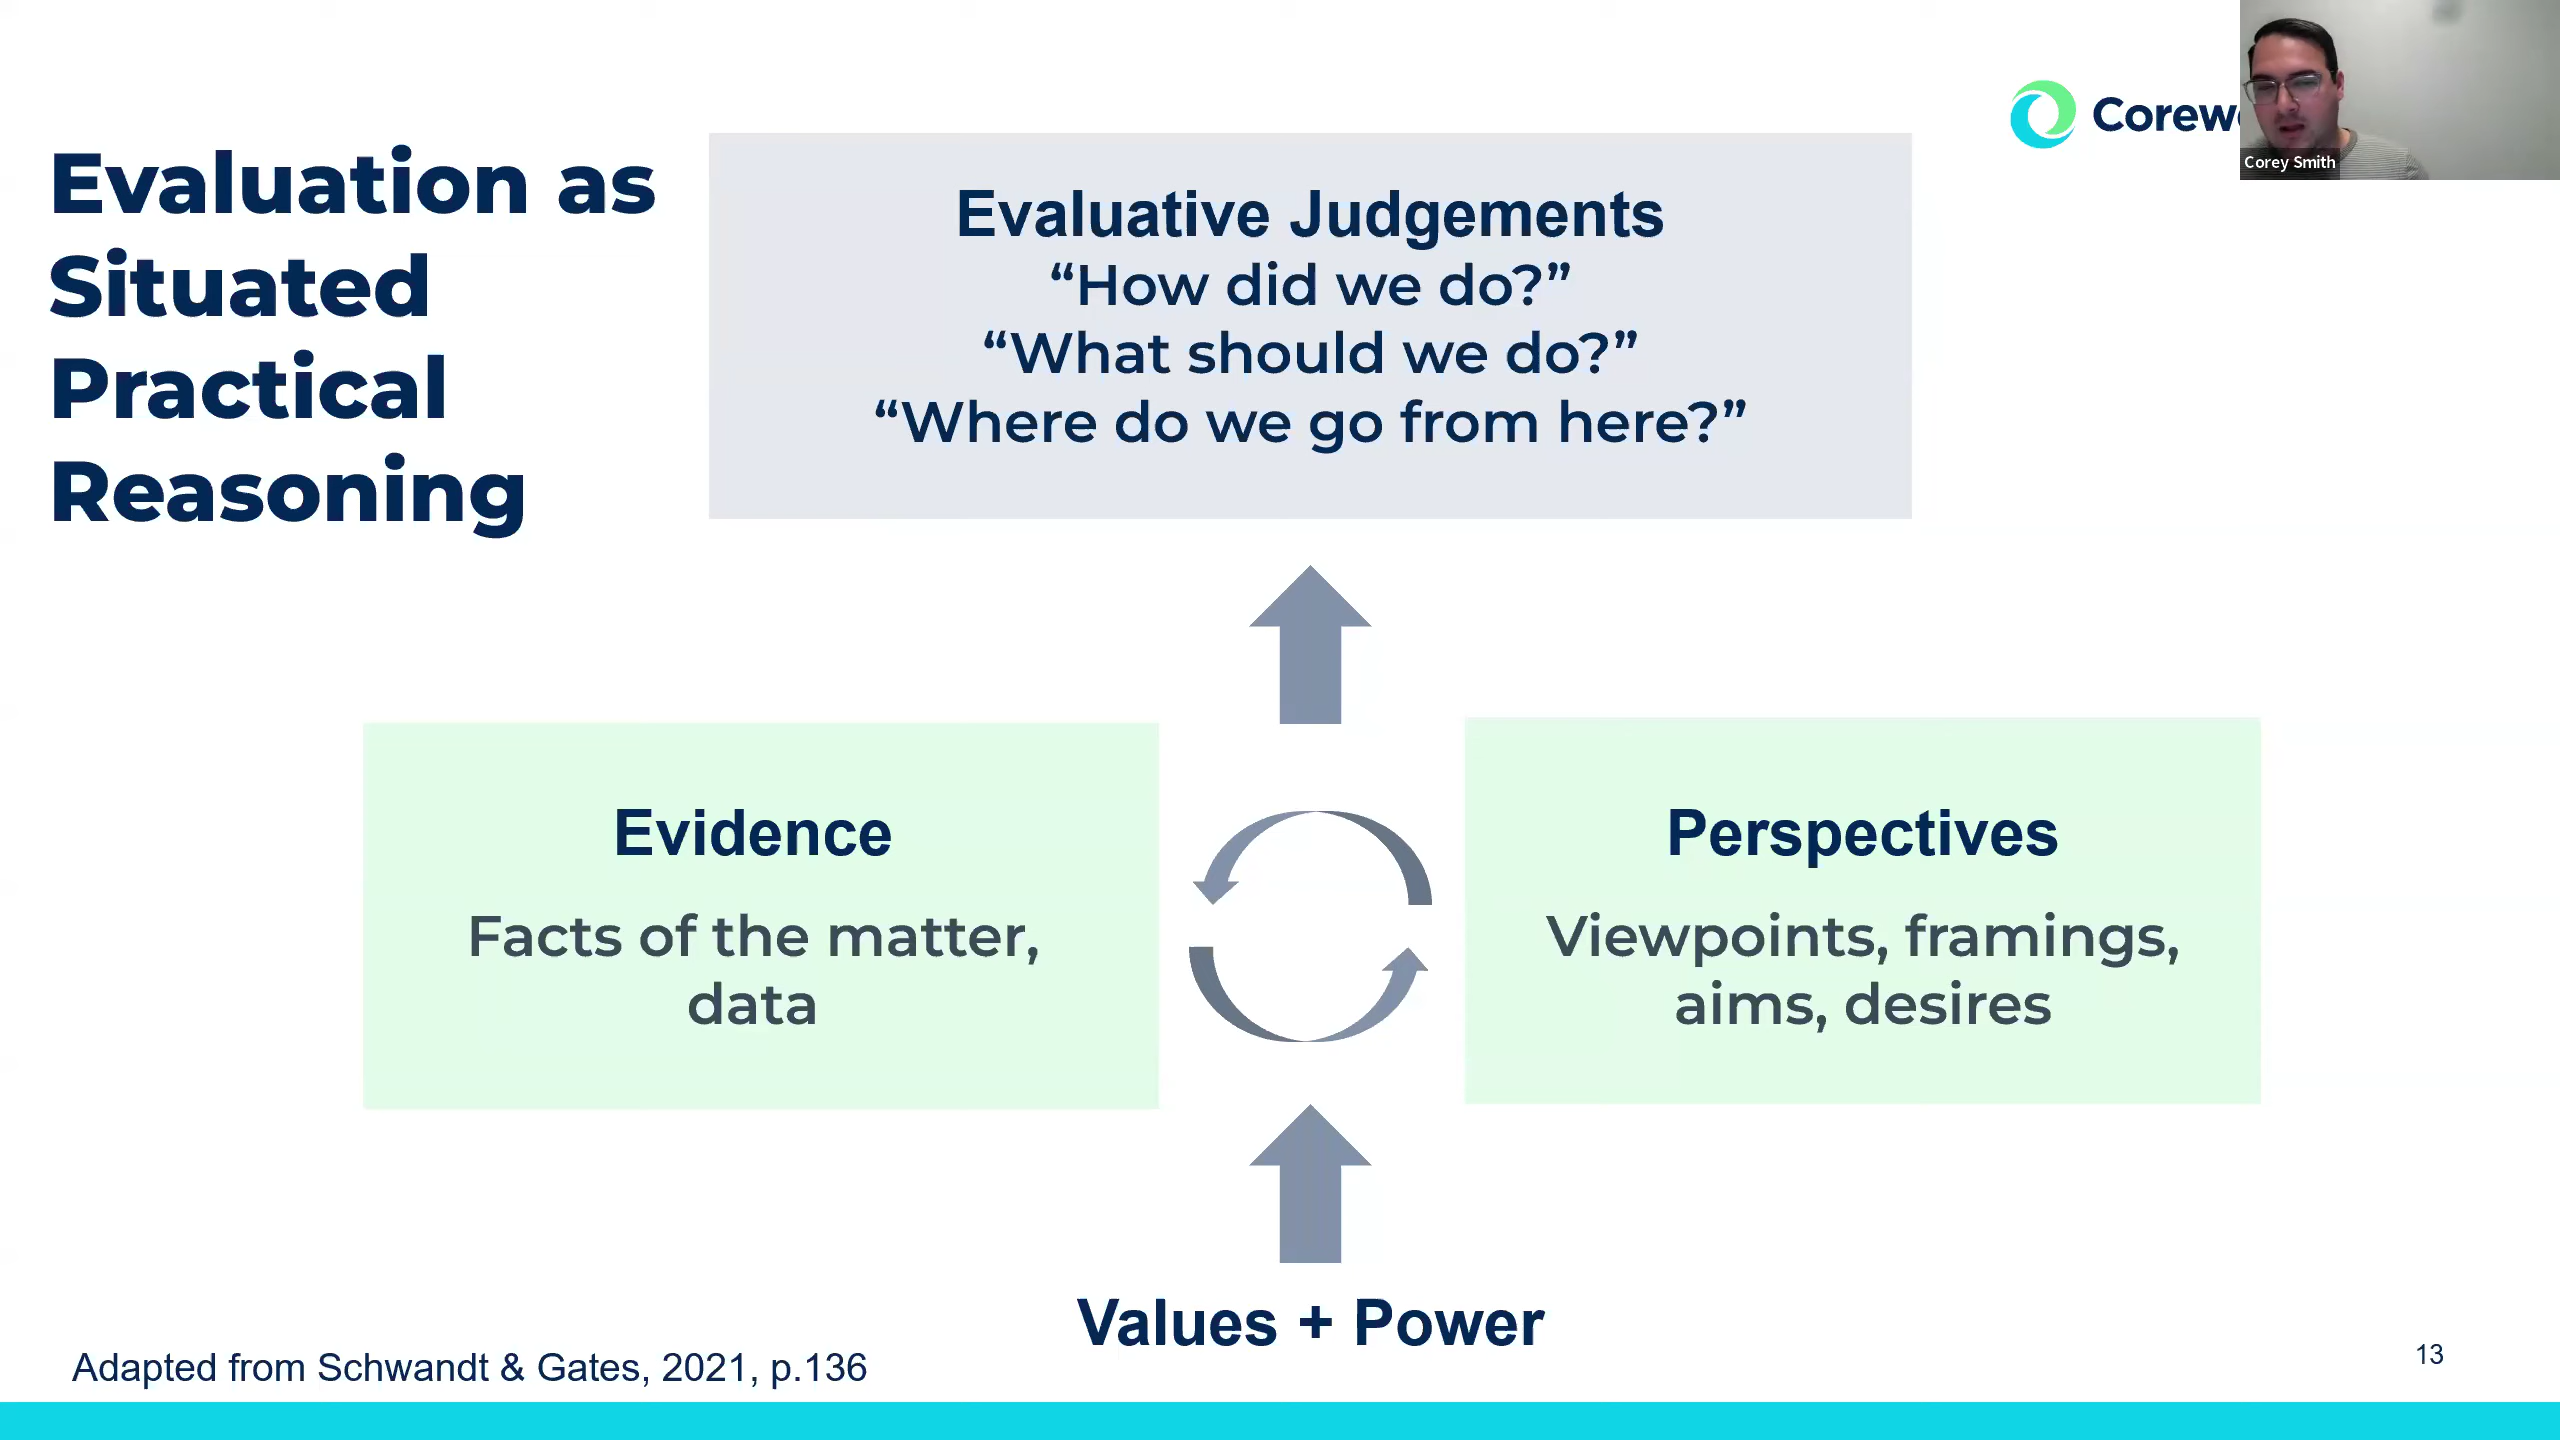 Evaluation as
Situated
Practical
Reasoning
Corew
Corey Smith
Evaluative Judgements
“How did we do?”
“What should we do?”
“Where do we go from here?”
Evidence
Facts of the matter,
data
Perspectives
Viewpoints, framings,
aims, desires
Values + Power
Adapted from Schwandt & Gates, 2021, p.136
13